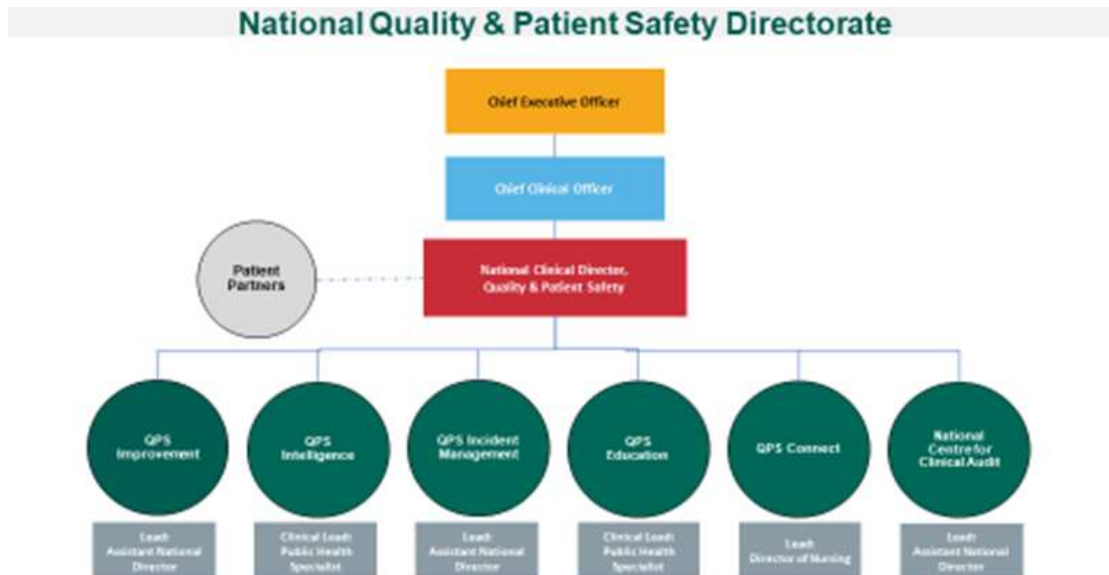 National Quality & Patient Safety Directorate
Chief Executive Officer
Chief Clinical Officer
Patient
Partners
National Clinical Director,
Quality & Patient Safety
QPS
Improvement
QPS
Intelligence
QPS Incident
Management
QPS
Education
QPS Connect
National
Centre for
Clinical Audit
Lead:
Assistant National
Director
Clinical Lead:
Public Health
Specialist
Lead:
Assistant National
Director
Clinical Lead:
Public Health
Specialist
Lead:
Director of Nursing
Lead:
Assistant National
Director